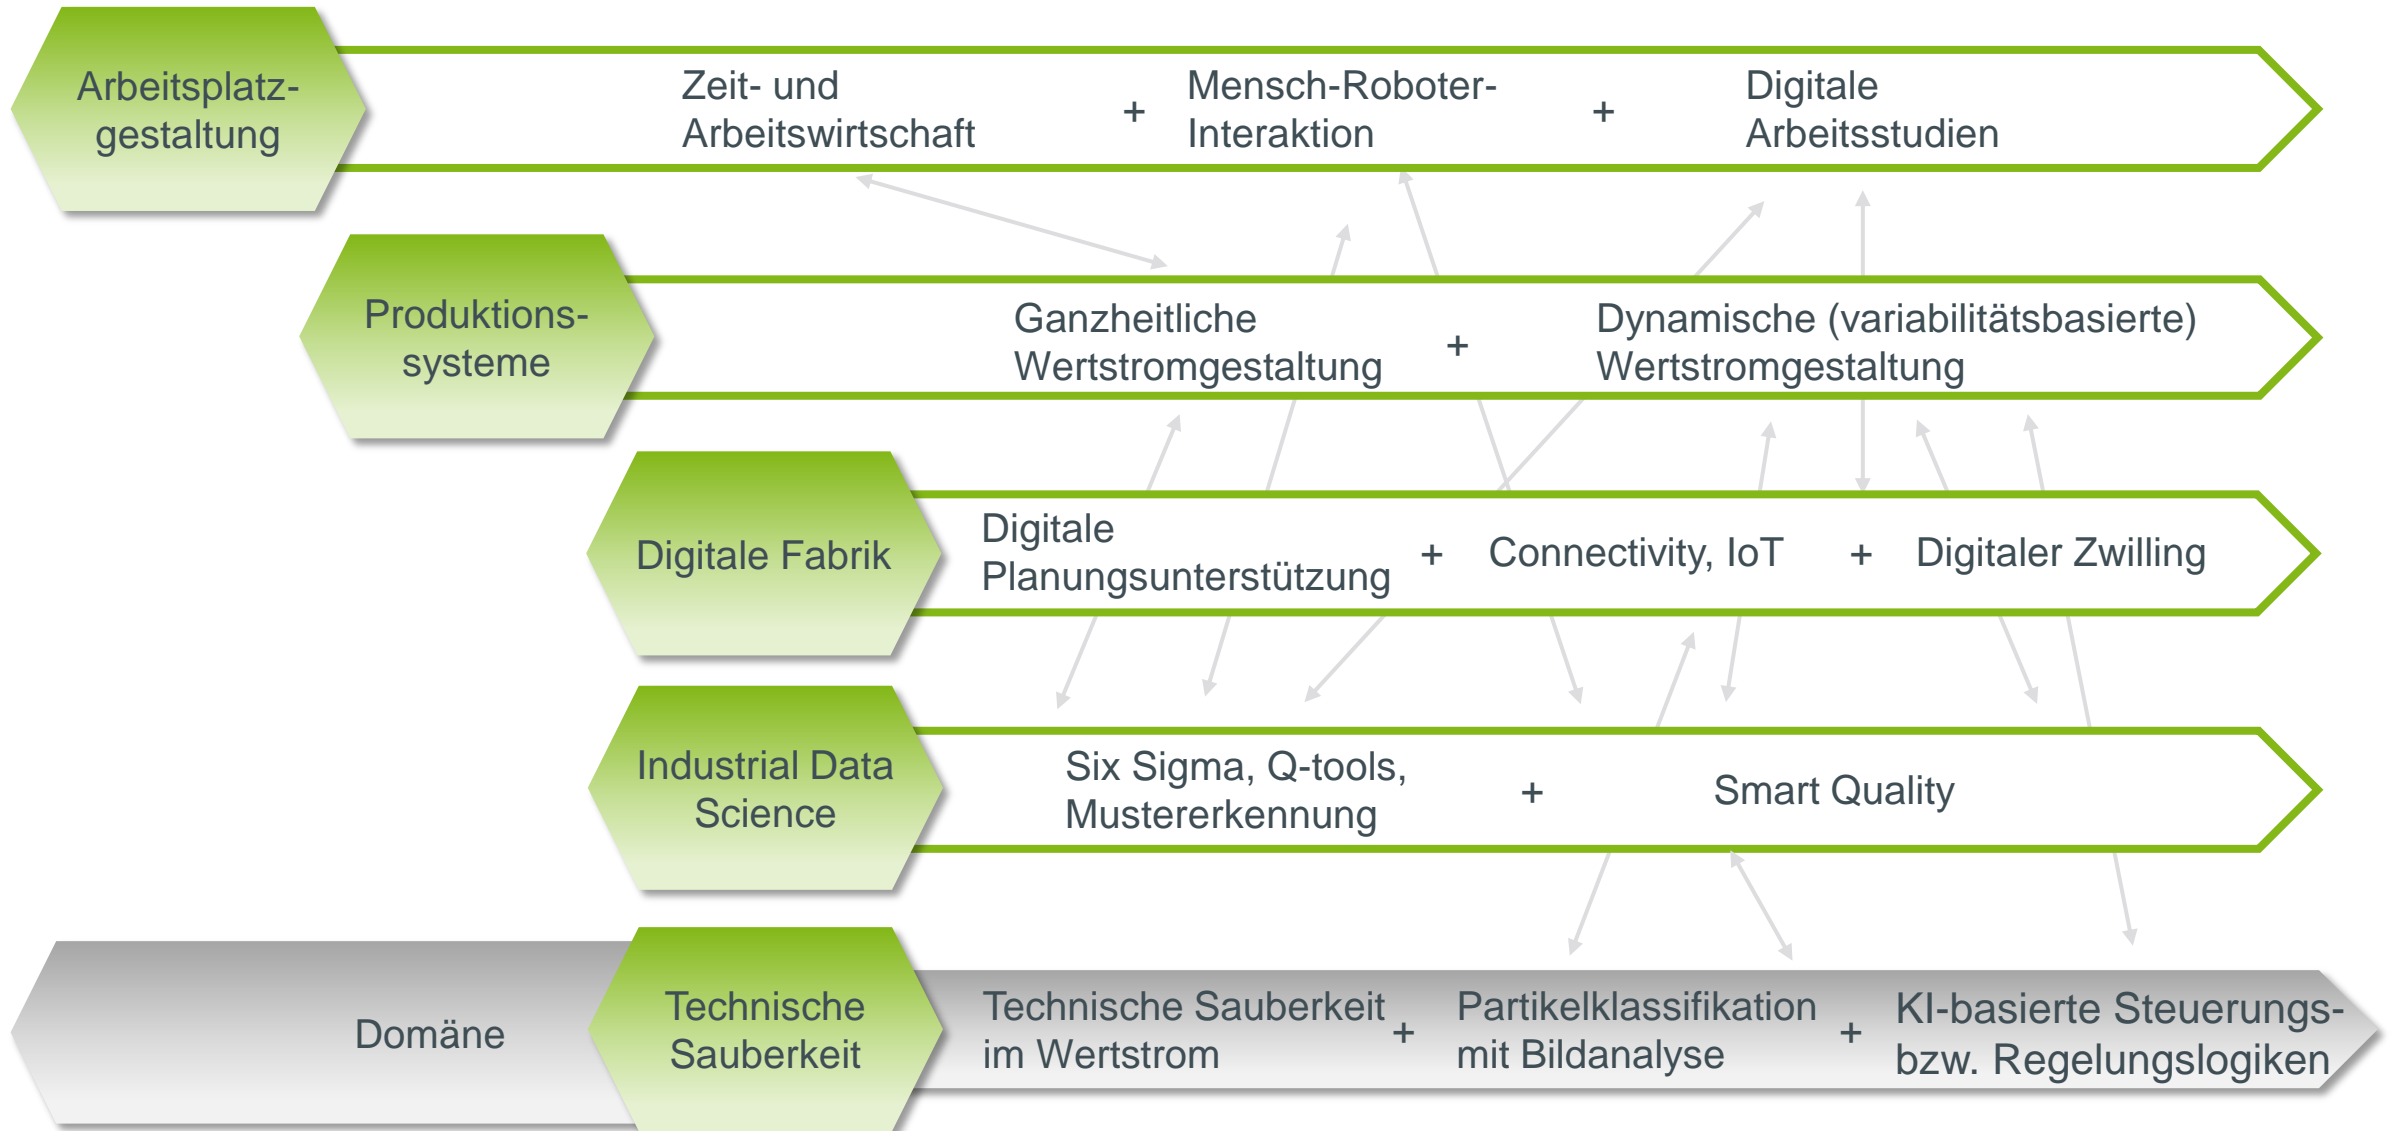 Arbeitsplatz-
gestaltung
Zeit- und
Arbeitswirtschaft
+
Mensch-Roboter-
Interaktion
+
Digitale
Arbeitsstudien
Produktions-
systeme
Ganzheitliche
Wertstromgestaltung
+
Dynamische (variabilitätsbasierte)
Wertstromgestaltung
Digitale Fabrik
Digitale
Planungsunterstützung
+
Connectivity, IoT
+
Digitaler Zwilling
Industrial Data
Science
Six Sigma, Q-tools,
Mustererkennung
+
Smart Quality
Domäne
Technische
Sauberkeit
Technische Sauberkeit
im Wertstrom
+
Partikelklassifikation
mit Bildanalyse
+
KI-basierte Steuerungs-
bzw. Regelungslogiken